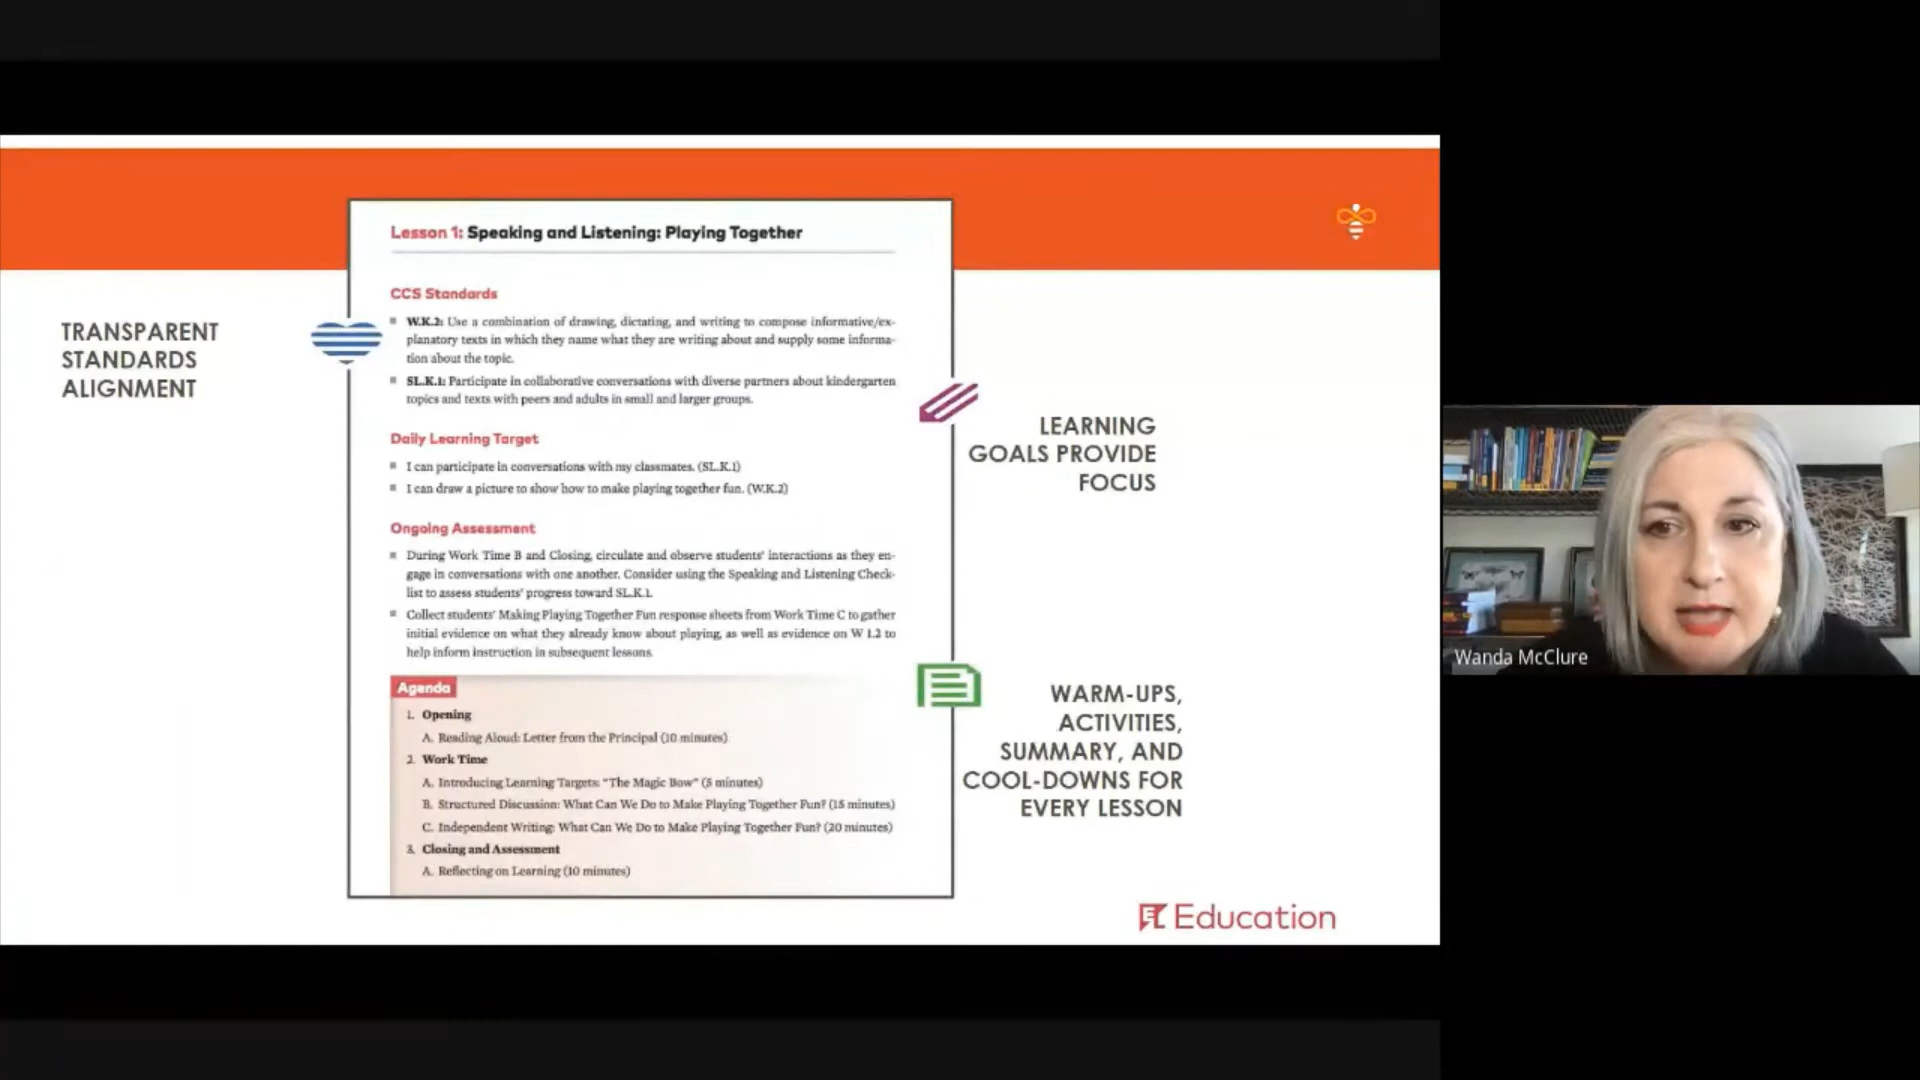 Lesson 1: Speaking and Listening: Playing Together
CCS Standards
W.K.2: Use a combination of drawing, dictating, and writing to compose informative/ex-
planatory texts in which they name what they are writing about and supply some informa-
tion about the topic.
SL.K.1: Participate in collaborative conversations with diverse partners about kindergarten
topics and texts with peers and adults in small and larger groups.
Daily Learning Target
I can participate in conversations with my classmates. (SL.K.1)
I can draw a picture to show how to make playing together fun. (W.K.2)
Ongoing Assessment
During Work Time B and Closing, circulate and observe students' interactions as they en-
gage in conversations with one another. Consider using the Speaking and Listening Check-
list to assess students' progress toward SL.K.1.
Collect students' Making Playing Together Fun response sheets from Work Time C to gather
initial evidence on what they already know about playing, as well as evidence on W 1.2 to
help inform instruction in subsequent lessons.
Agenda
1. Opening
A. Reading Aloud: Letter from the Principal (10 minutes)
2. Work Time
A. Introducing Learning Targets: "The Magic Bow" (5 minutes)
B. Structured Discussion: What Can We Do to Make Playing Together Fun? (15 minutes)
C. Independent Writing: What Can We Do to Make Playing Together Fun? (20 minutes)
3. Closing and Assessment
A. Reflecting on Learning (10 minutes)
TRANSPARENT
STANDARDS
ALIGNMENT
LEARNING
GOALS PROVIDE
FOCUS
WARM-UPS,
ACTIVITIES,
SUMMARY, AND
COOL-DOWNS FOR
EVERY LESSON
EL Education
Wanda McClure